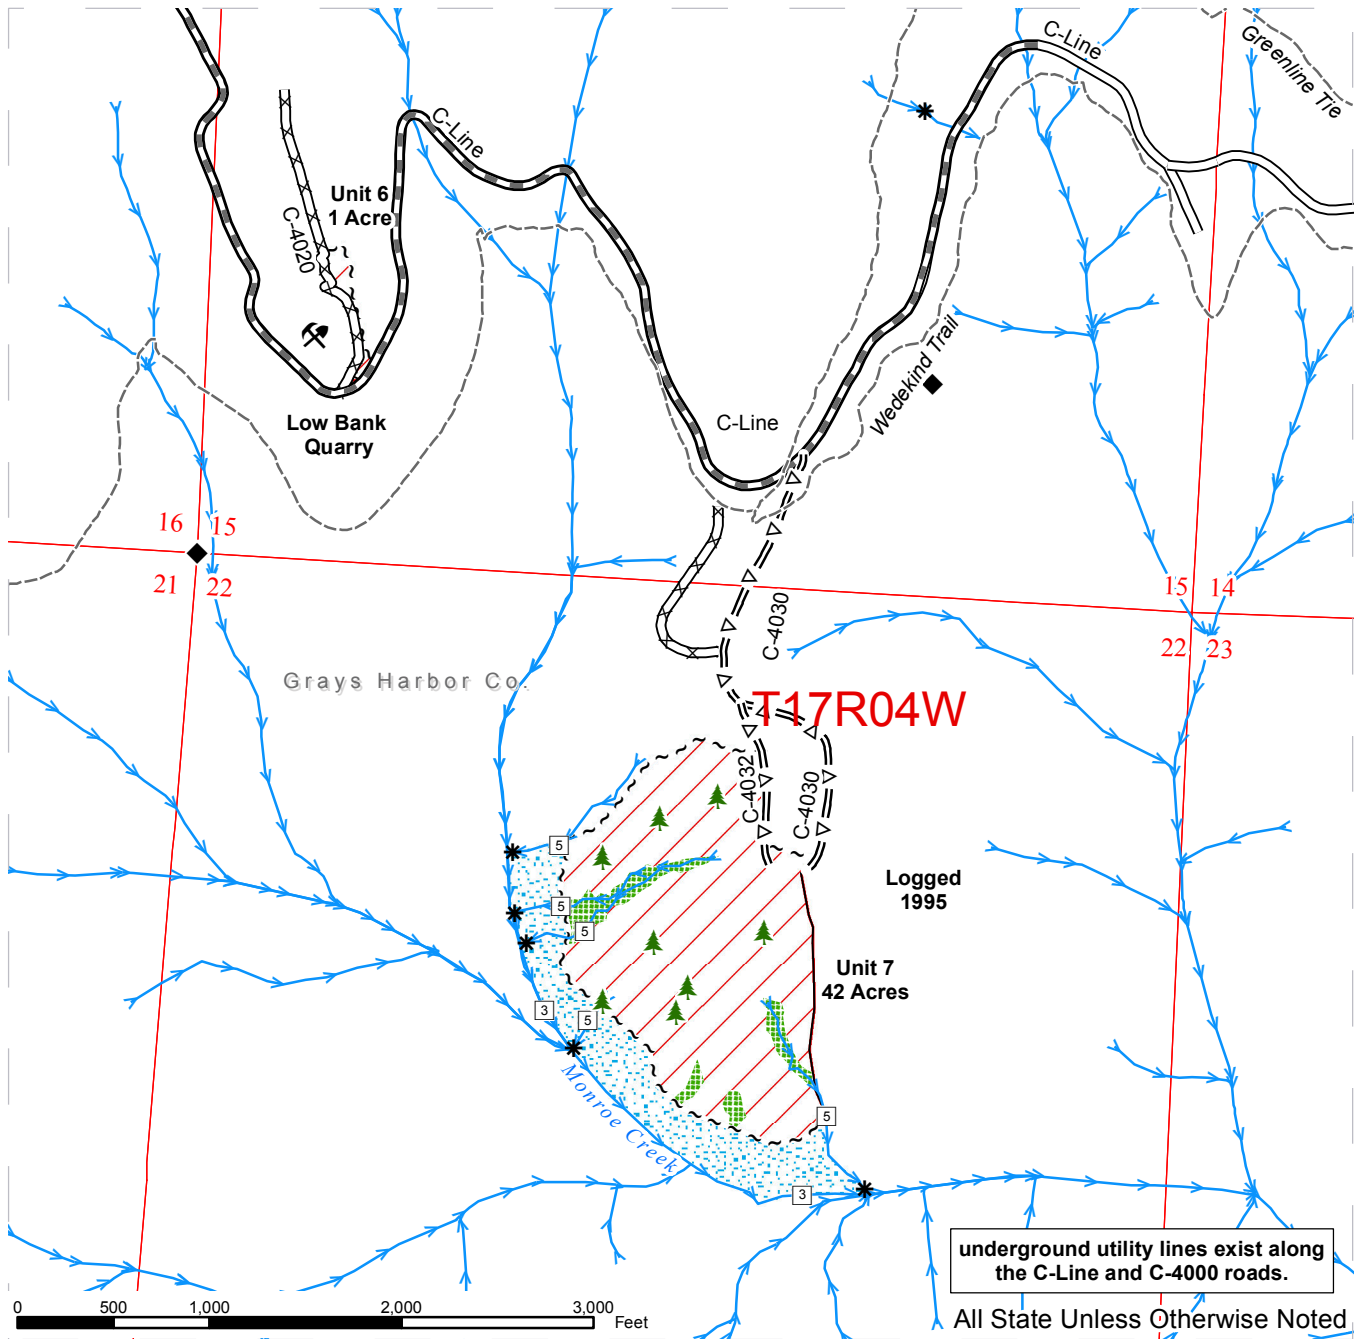 C-Line
Greenline Tie
C-Line
Unit 6
1 Acre
C-4020
Wedekind Trail
Low Bank
Quarry
C-Line
16 15
21 22
15 14
22 23
C-4030
Grays Harbor Co.
T17R04W
C-4032
C-4030
5
5
5
Logged
1995
Unit 7
42 Acres
3
5
Monroe Creek
5
3
underground utility lines exist along
the C-Line and C-4000 roads.
0 500 1,000 2,000 3,000
Feet
All State Unless Otherwise Noted